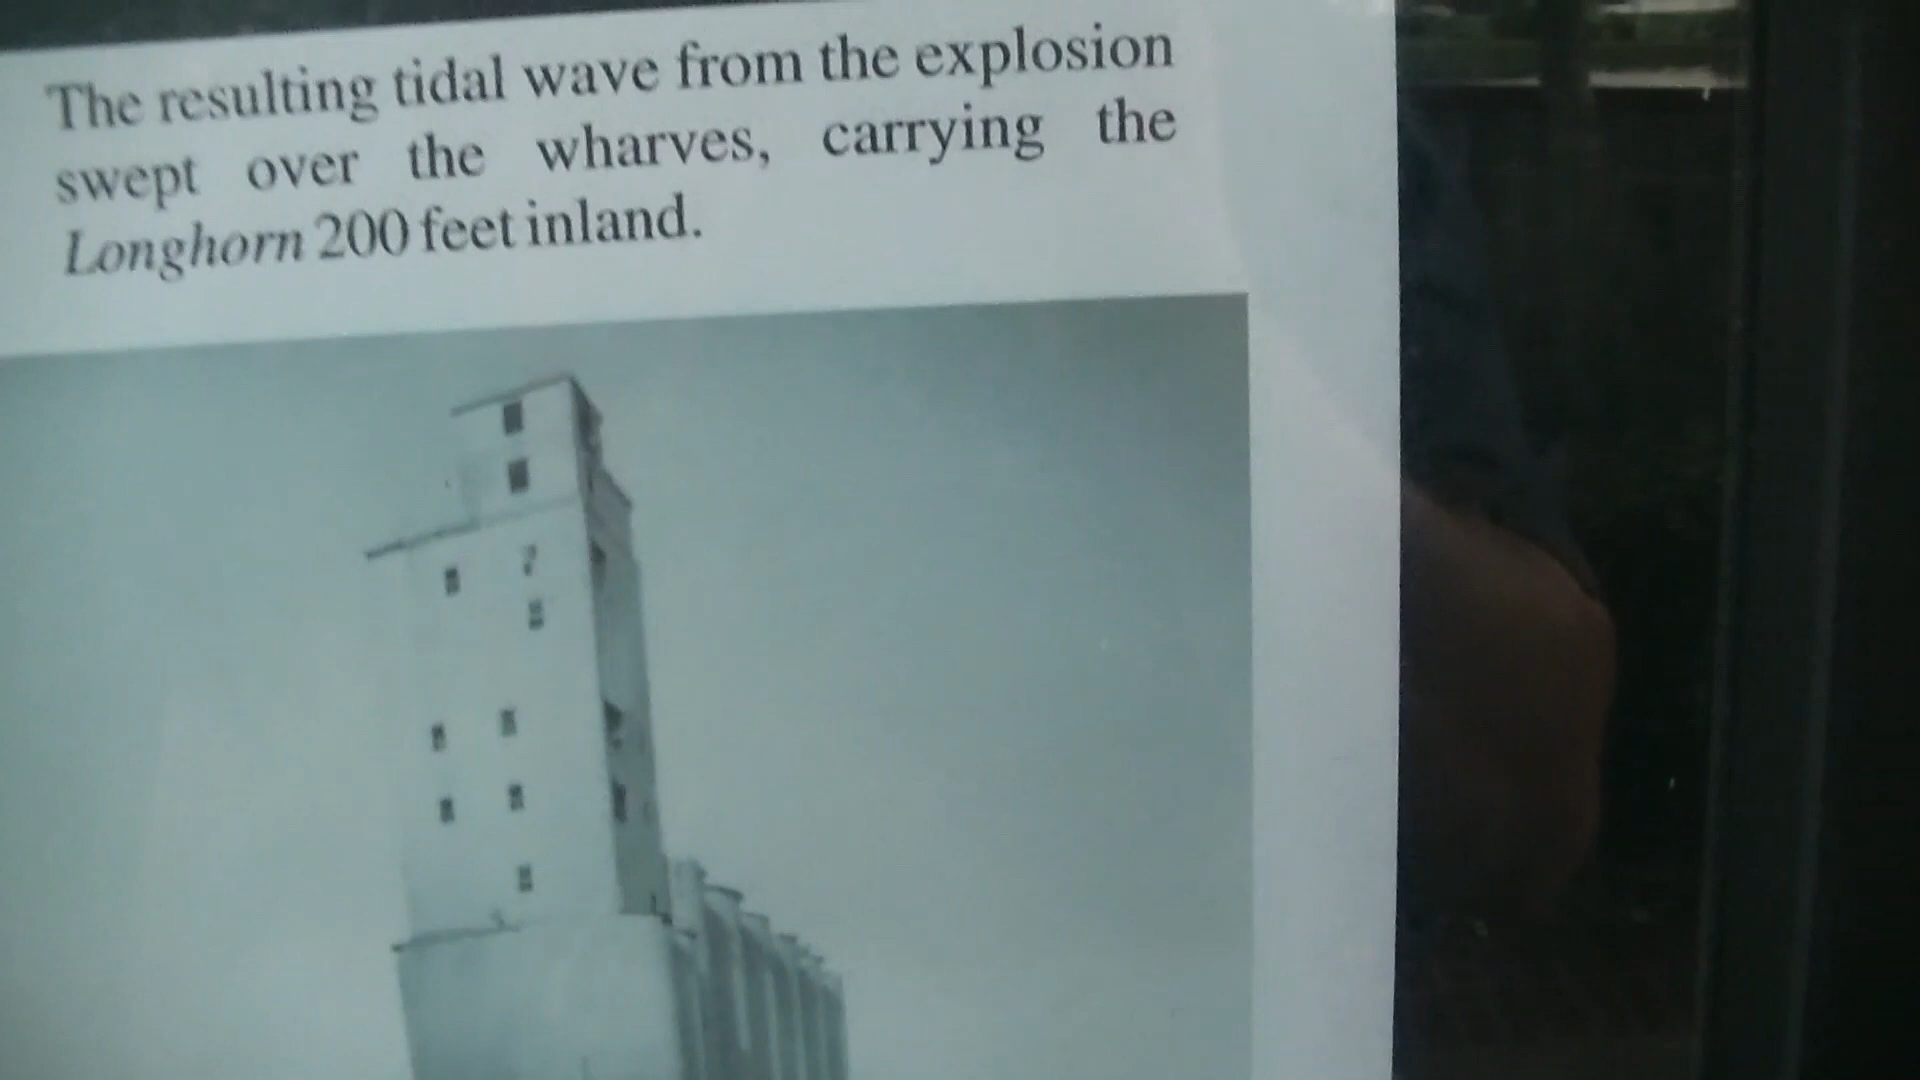 The resulting tidal wave from the explosion
swept over the wharves, carrying the
Longhorn 200 feet inland.